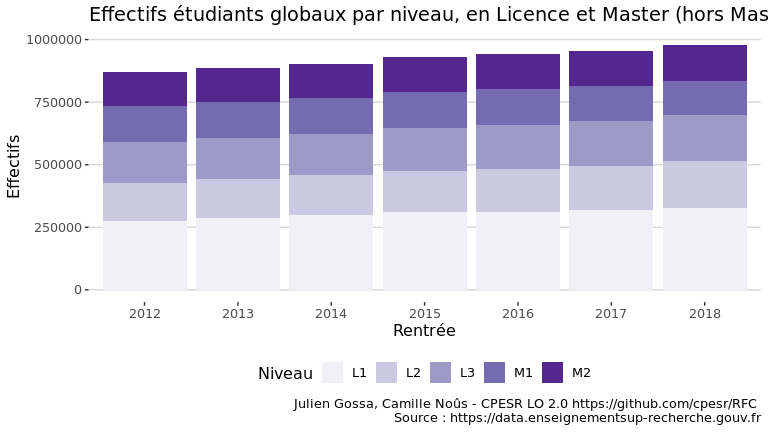 Effectifs étudiants globaux par niveau, en Licence et Master (hors Mas
1000000
750000
500000
250000
0
Effectifs
2012 2013 2014 2015 2016 2017 2018
Rentrée
Niveau L1 L2 L3 M1 M2
Julien Gossa, Camille Noûs - CPESR LO 2.0 https://github.com/cpesr/RFC
Source : https://data.enseignementsup-recherche.gouv.fr